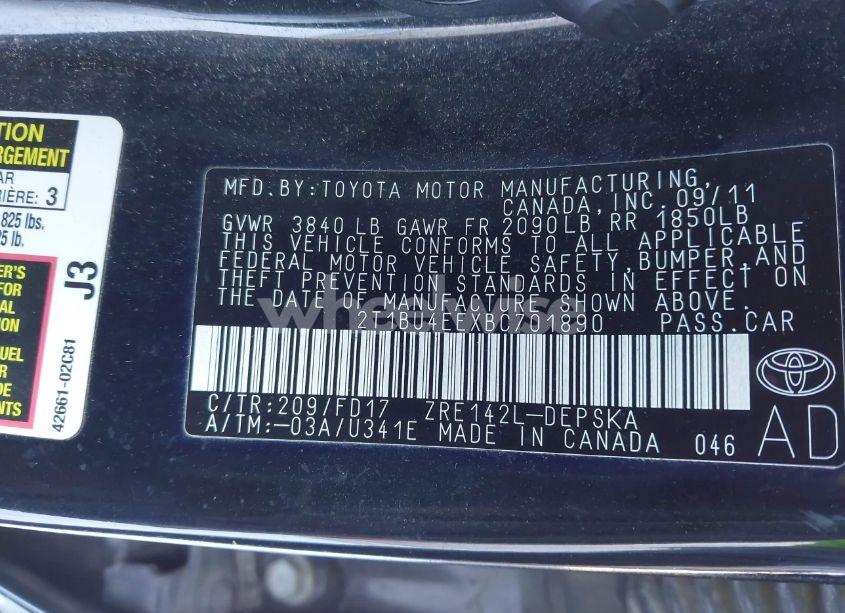 TION
RGEMENT
AR
RIÈRE: 3
825 lbs.
5 lb.
ER'S
FOR
AL
ION
UEL
R
DE
ENTS
J3
42661-02C81
MFD.BY:TOYOTA MOTOR MANUFACTURING,
CANADA, INC. 09/11
GVWR 3840 LB GAWR FR 2090LB RR 1850LB
THIS VEHICLE CONFORMS TO ALL APPLICABLE
FEDERAL MOTOR VEHICLE SAFETY, BUMPER, AND
THEFT PREVENTION STANDARDS IN EFFECT ON
THE DATE OF MANUFACTURE SHOWN ABOVE.
PASS.CAR
C/TR:209/FD17 ZRE142L-DEPSKA
A/TM:-03A/U341E MADE IN CANADA 046
AD
wheelwise